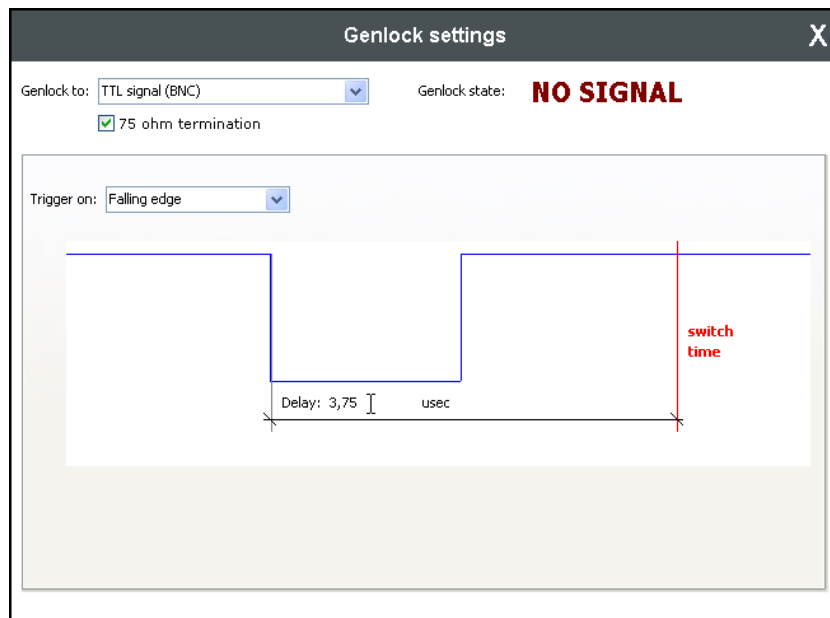 Genlock settings X
Genlock to: TTL signal (BNC) Genlock state: NO SIGNAL
75 ohm termination
Trigger on: Falling edge
switch
time
Delay: 3,75 usec